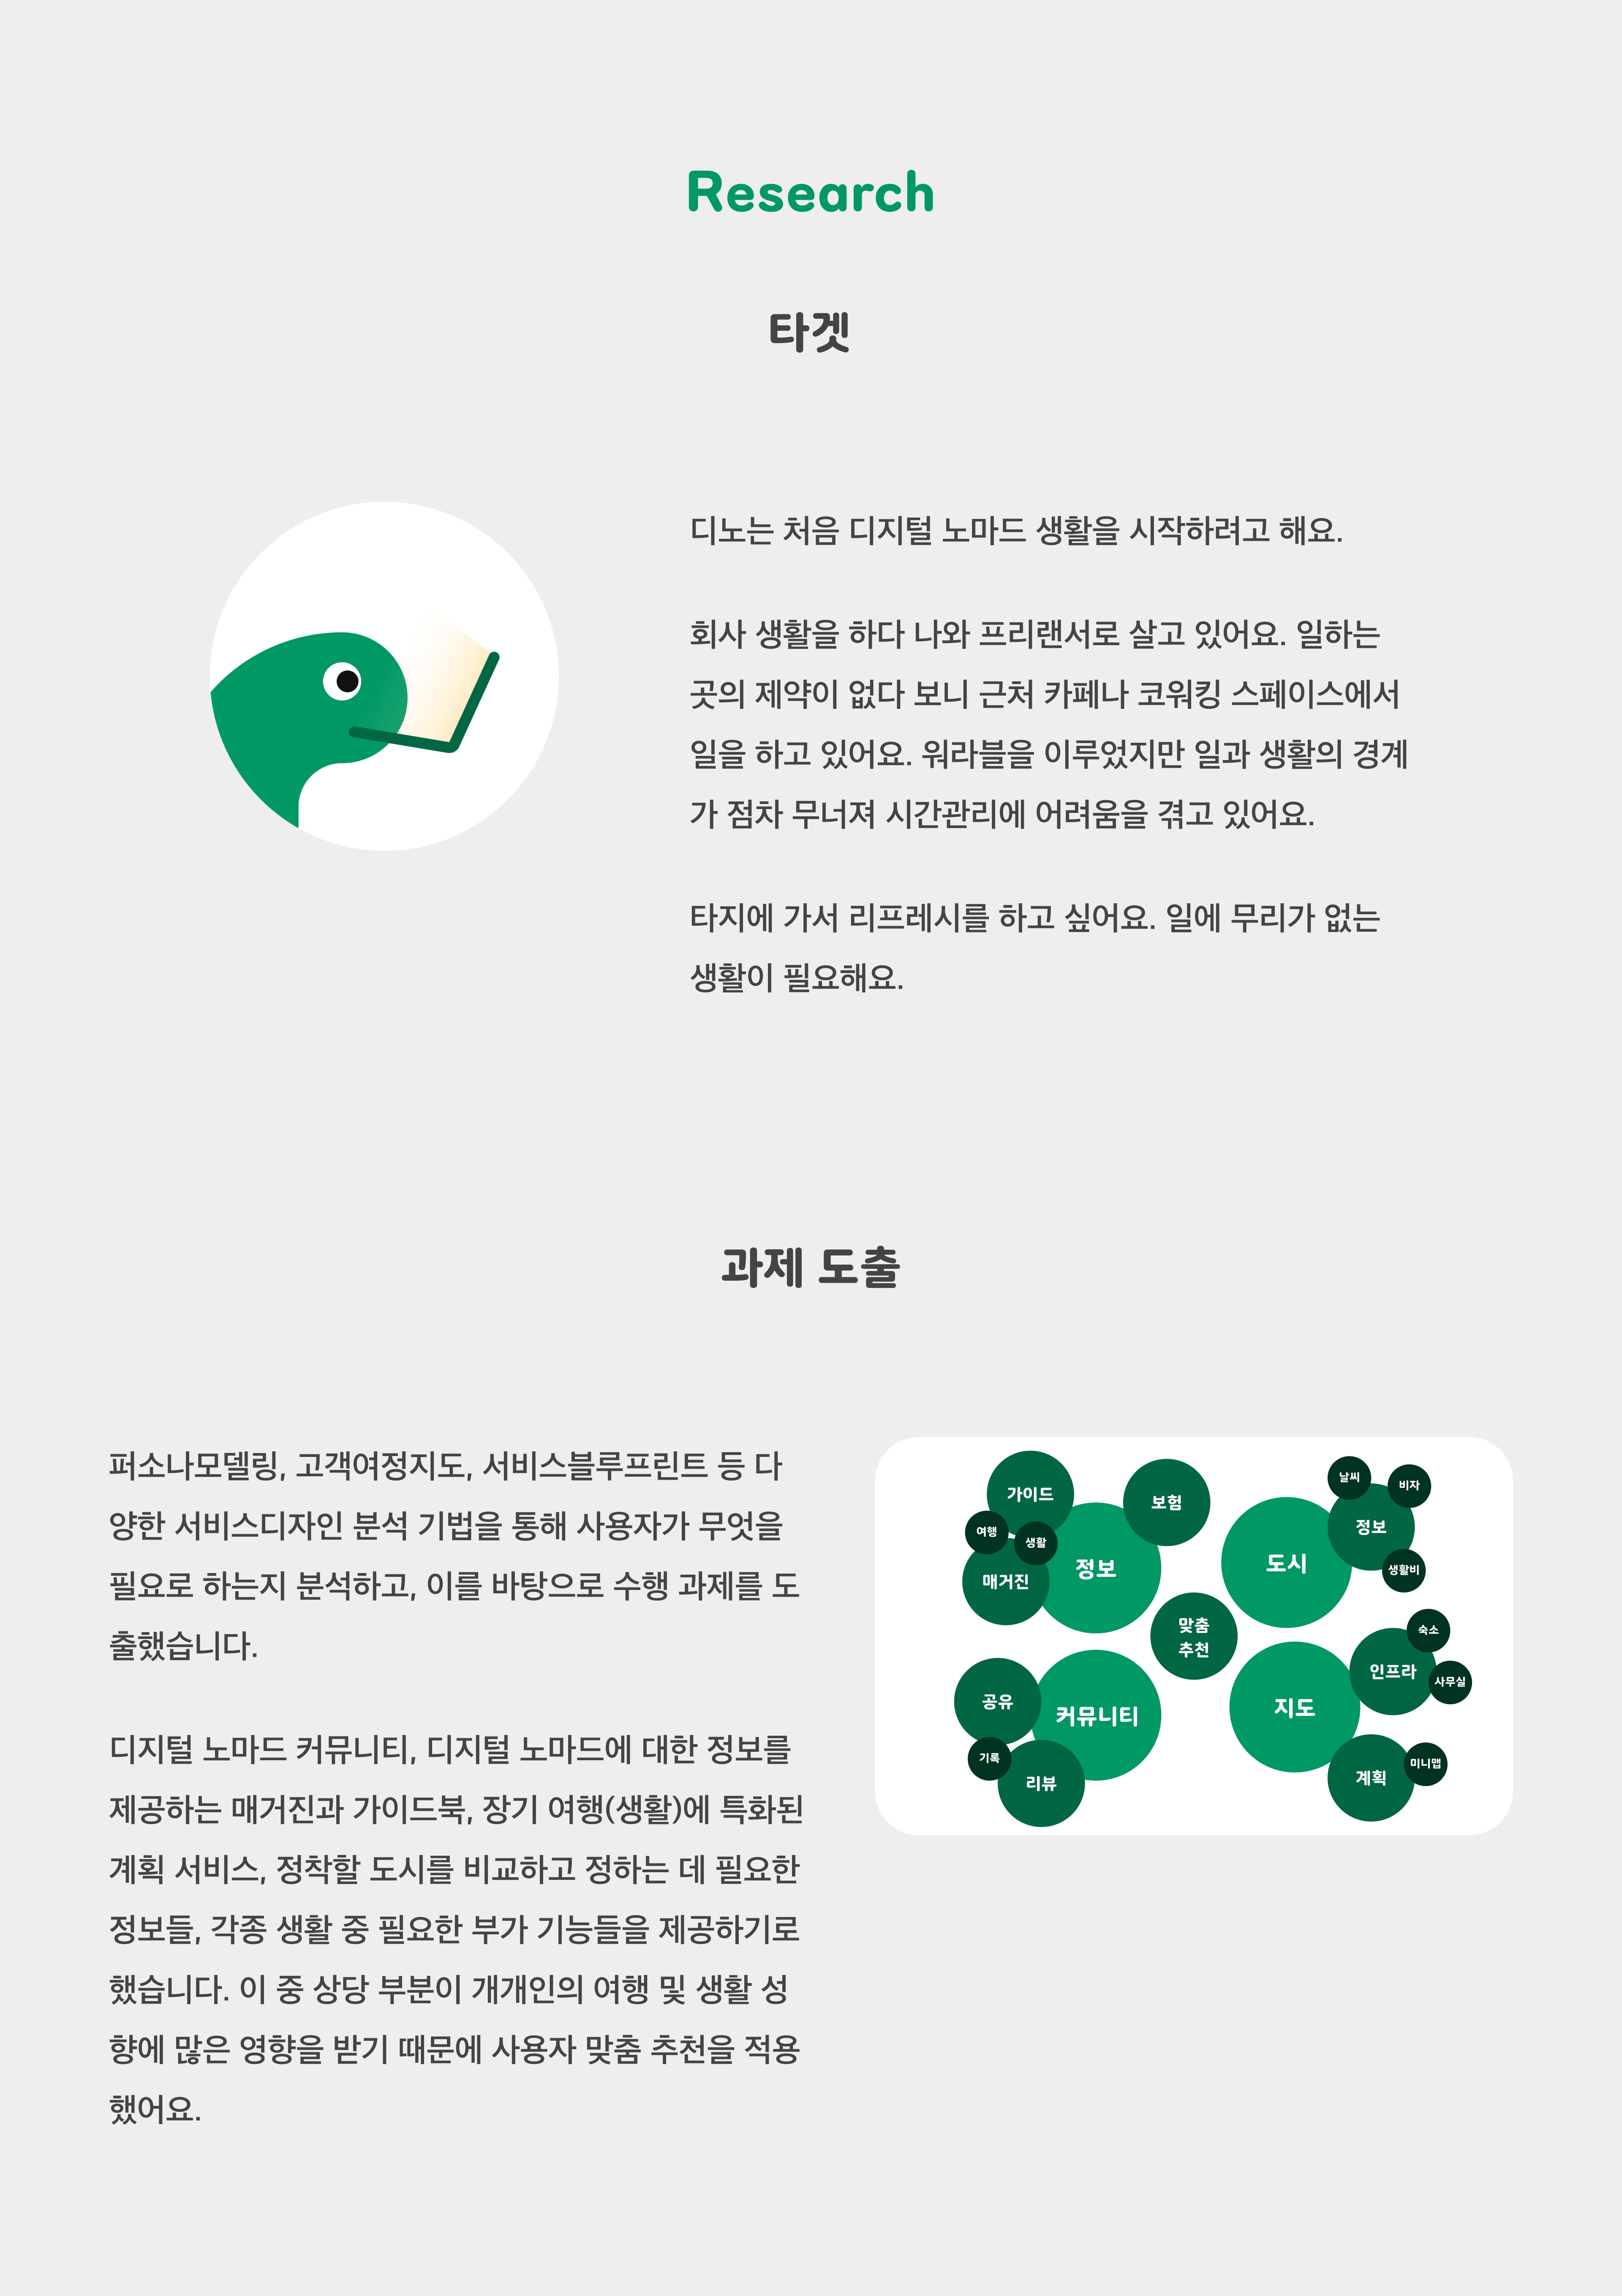 Research
타겟
디노는 처음 디지털 노마드 생활을 시작하려고 해요.
회사 생활을 하다 나와 프리랜서로 살고 있어요. 일하는
곳의 제약이 없다 보니 근처 카페나 코워킹 스페이스에서
일을 하고 있어요. 워라블을 이루었지만 일과 생활의 경계
가 점차 무너져 시간관리에 어려움을 겪고 있어요.
타지에 가서 리프레시를 하고 싶어요. 일에 무리가 없는
생활이 필요해요.
과제 도출
퍼소나모델링, 고객여정지도, 서비스블루프린트 등 다
양한 서비스디자인 분석 기법을 통해 사용자가 무엇을
필요로 하는지 분석하고, 이를 바탕으로 수행 과제를 도
출했습니다.
디지털 노마드 커뮤니티, 디지털 노마드에 대한 정보를
제공하는 매거진과 가이드북, 장기 여행(생활)에 특화된
계획 서비스, 정착할 도시를 비교하고 정하는 데 필요한
정보들, 각종 생활 중 필요한 부가 기능들을 제공하기로
했습니다. 이 중 상당 부분이 개개인의 여행 및 생활 성
향에 많은 영향을 받기 때문에 사용자 맞춤 추천을 적용
했어요.
가이드
보험
여행
생활
매거진
정보
맞춤
추천
공유
커뮤니티
기록
리뷰
날씨
비자
정보
도시
생활비
숙소
인프라
사무실
지도
계획
미니맵